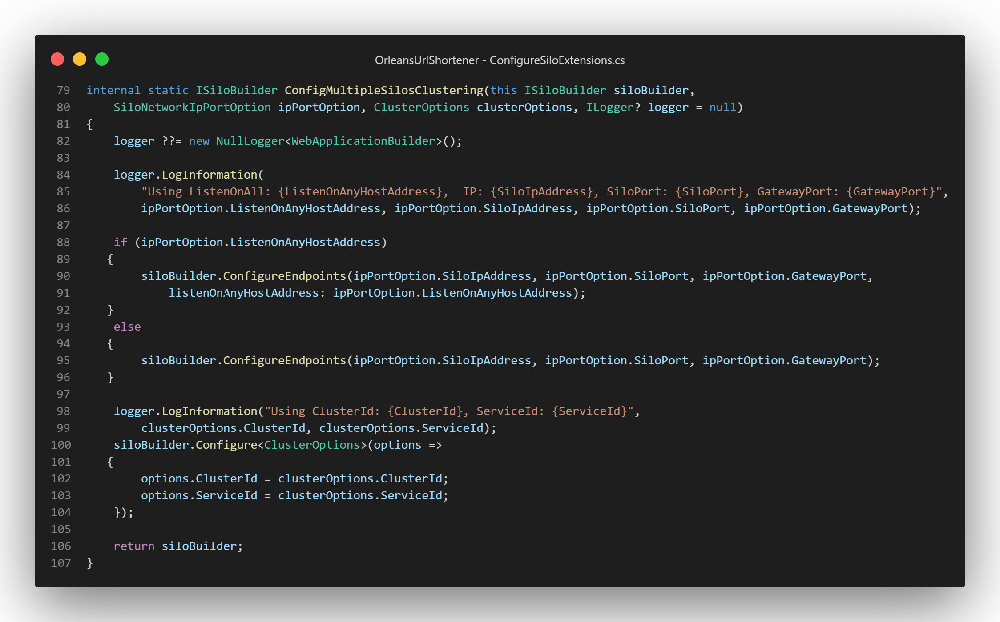 OrleansUrlShortener - ConfigureSiloExtensions.cs
79 internal static ISiloBuilder ConfigMultipleSilosClustering(this ISiloBuilder siloBuilder,
80     SiloNetworkIpPortOption ipPortOption, ClusterOptions clusterOptions, ILogger? logger = null)
81 {
82     logger ??= new NullLogger<WebApplicationBuilder>();
83
84     logger.LogInformation(
85         "Using ListenOnAll: {ListenOnAnyHostAddress},  IP: {SiloIpAddress}, SiloPort: {SiloPort}, GatewayPort: {GatewayPort}",
86         ipPortOption.ListenOnAnyHostAddress, ipPortOption.SiloIpAddress, ipPortOption.SiloPort, ipPortOption.GatewayPort);
87
88     if (ipPortOption.ListenOnAnyHostAddress)
89    {
90         siloBuilder.ConfigureEndpoints(ipPortOption.SiloIpAddress, ipPortOption.SiloPort, ipPortOption.GatewayPort,
91             listenOnAnyHostAddress: ipPortOption.ListenOnAnyHostAddress);
92    }
93     else
94    {
95         siloBuilder.ConfigureEndpoints(ipPortOption.SiloIpAddress, ipPortOption.SiloPort, ipPortOption.GatewayPort);
96    }
97
98     logger.LogInformation("Using ClusterId: {ClusterId}, ServiceId: {ServiceId}",
99         clusterOptions.ClusterId, clusterOptions.ServiceId);
100     siloBuilder.Configure<ClusterOptions>(options =>
101    {
102         options.ClusterId = clusterOptions.ClusterId;
103         options.ServiceId = clusterOptions.ServiceId;
104     });
105
106     return siloBuilder;
107 }